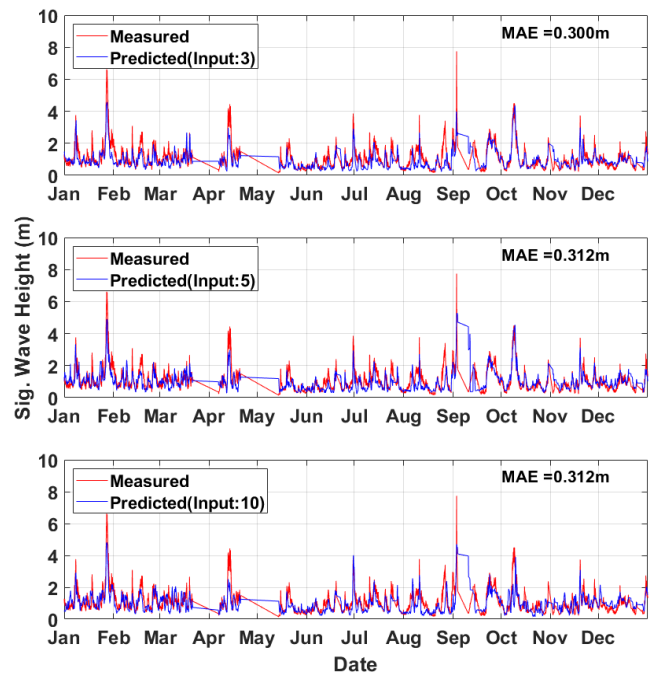 10
8
6
4
2
0
Measured
Predicted(Input:3)
MAE =0.300m
Jan Feb Mar Apr May Jun Jul Aug Sep Oct Nov Dec
Sig. Wave Height (m)
10
8
6
4
2
0
Measured
Predicted(Input:5)
MAE =0.312m
Jan Feb Mar Apr May Jun Jul Aug Sep Oct Nov Dec
10
8
6
4
2
0
Measured
Predicted(Input:10)
MAE =0.312m
Jan Feb Mar Apr May Jun Jul Aug Sep Oct Nov Dec
Date